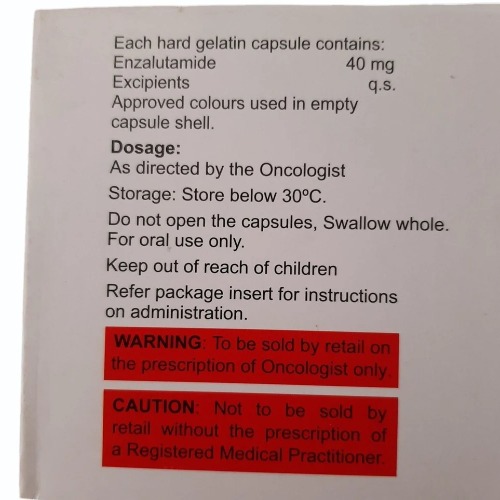 Each hard gelatin capsule contains:
Enzalutamide 40 mg
Excipients q.s.
Approved colours used in empty
capsule shell.
Dosage:
As directed by the Oncologist
Storage: Store below 30ºC.
Do not open the capsules, Swallow whole.
For oral use only.
Keep out of reach of children
Refer package insert for instructions
on administration.
WARNING: To be sold by retail on
the prescription of Oncologist only.
CAUTION: Not to be sold by
retail without the prescription of
a Registered Medical Practitioner.